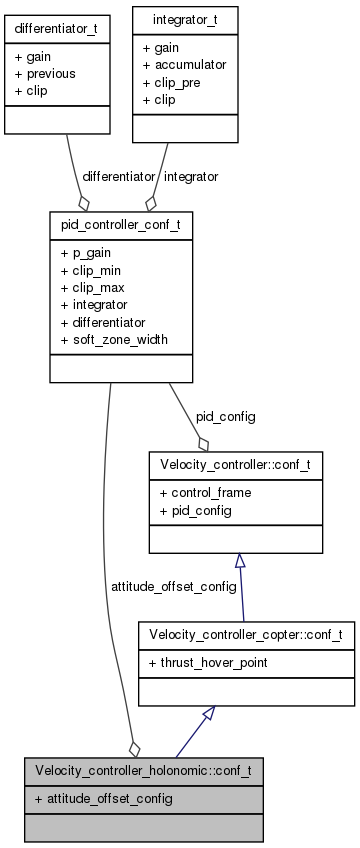 differentiator_t
+ gain
+ previous
+ clip
integrator_t
+ gain
+ accumulator
+ clip_pre
+ clip
differentiator
integrator
pid_controller_conf_t
+ p_gain
+ clip_min
+ clip_max
+ integrator
+ differentiator
+ soft_zone_width
pid_config
Velocity_controller::conf_t
+ control_frame
+ pid_config
attitude_offset_config
Velocity_controller_copter::conf_t
+ thrust_hover_point
Velocity_controller_holonomic::conf_t
+ attitude_offset_config